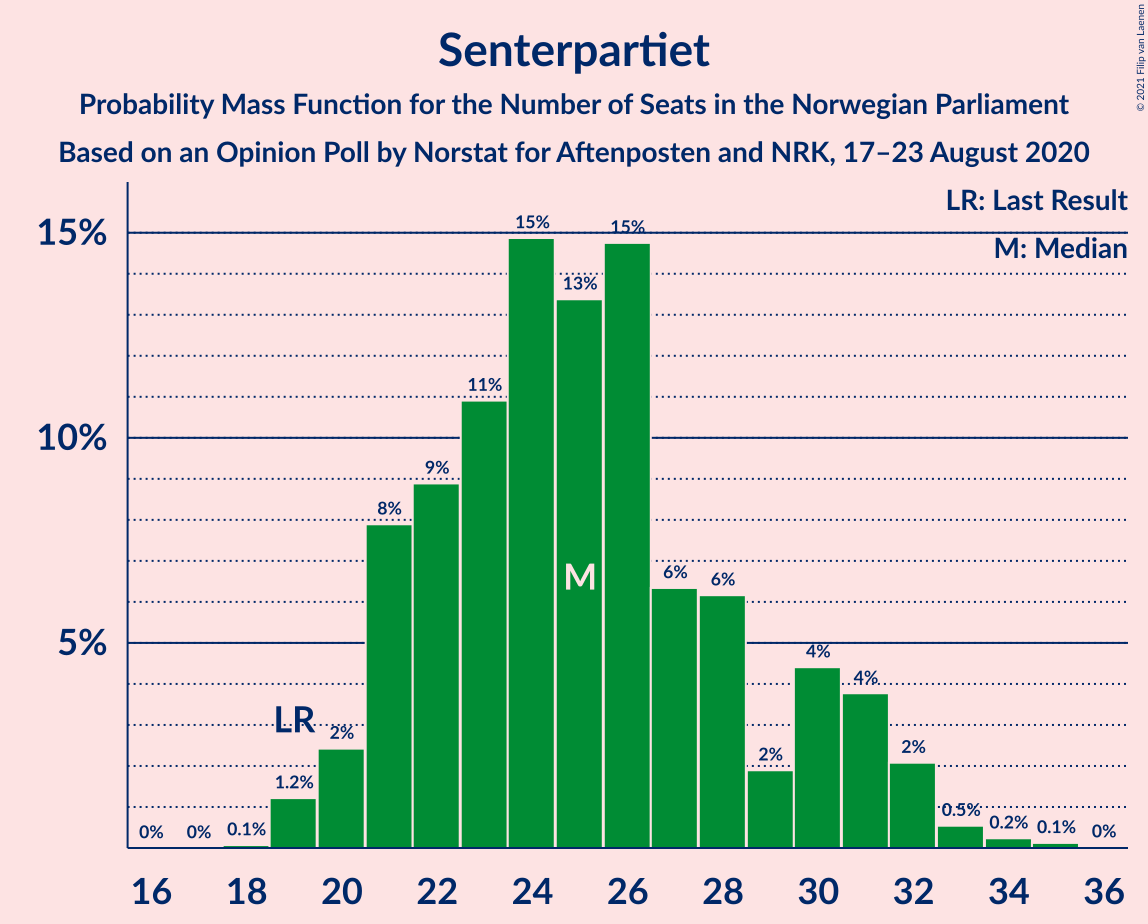 Senterpartiet
Probability Mass Function for the Number of Seats in the Norwegian Parliament
Based on an Opinion Poll by Norstat for Aftenposten and NRK, 17–23 August 2020
© 2021 Filip van Laenen
LR: Last Result
M: Median
15%
10%
5%
0%
0%
0.1%
1.2%
LR
2%
8%
9%
11%
15%
13%
M
15%
6%
6%
2%
4%
4%
2%
0.5%
0.2%
0.1%
0%
16 18 20 22 24 26 28 30 32 34 36